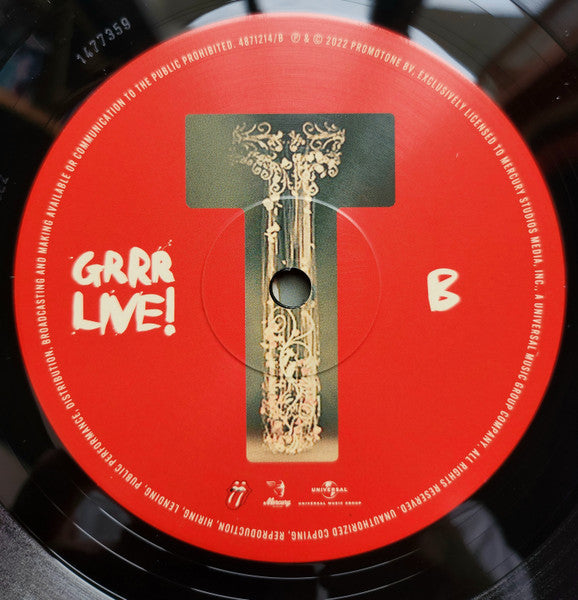 1477359
GRRR
LIVE!
T
B
Mercury
UNIVERSAL
UNIVERSAL MUSIC GROUP
4871214/B ℗ & © 2022 PROMOTONE BV, EXCLUSIVELY LICENSED TO MERCURY STUDIOS MEDIA, INC., A UNIVERSAL MUSIC GROUP COMPANY. ALL RIGHTS RESERVED. UNAUTHORIZED COPYING, REPRODUCTION, HIRING, LENDING, PUBLIC PERFORMANCE, DISTRIBUTION, BROADCASTING AND MAKING AVAILABLE OR COMMUNICATION TO THE PUBLIC PROHIBITED.